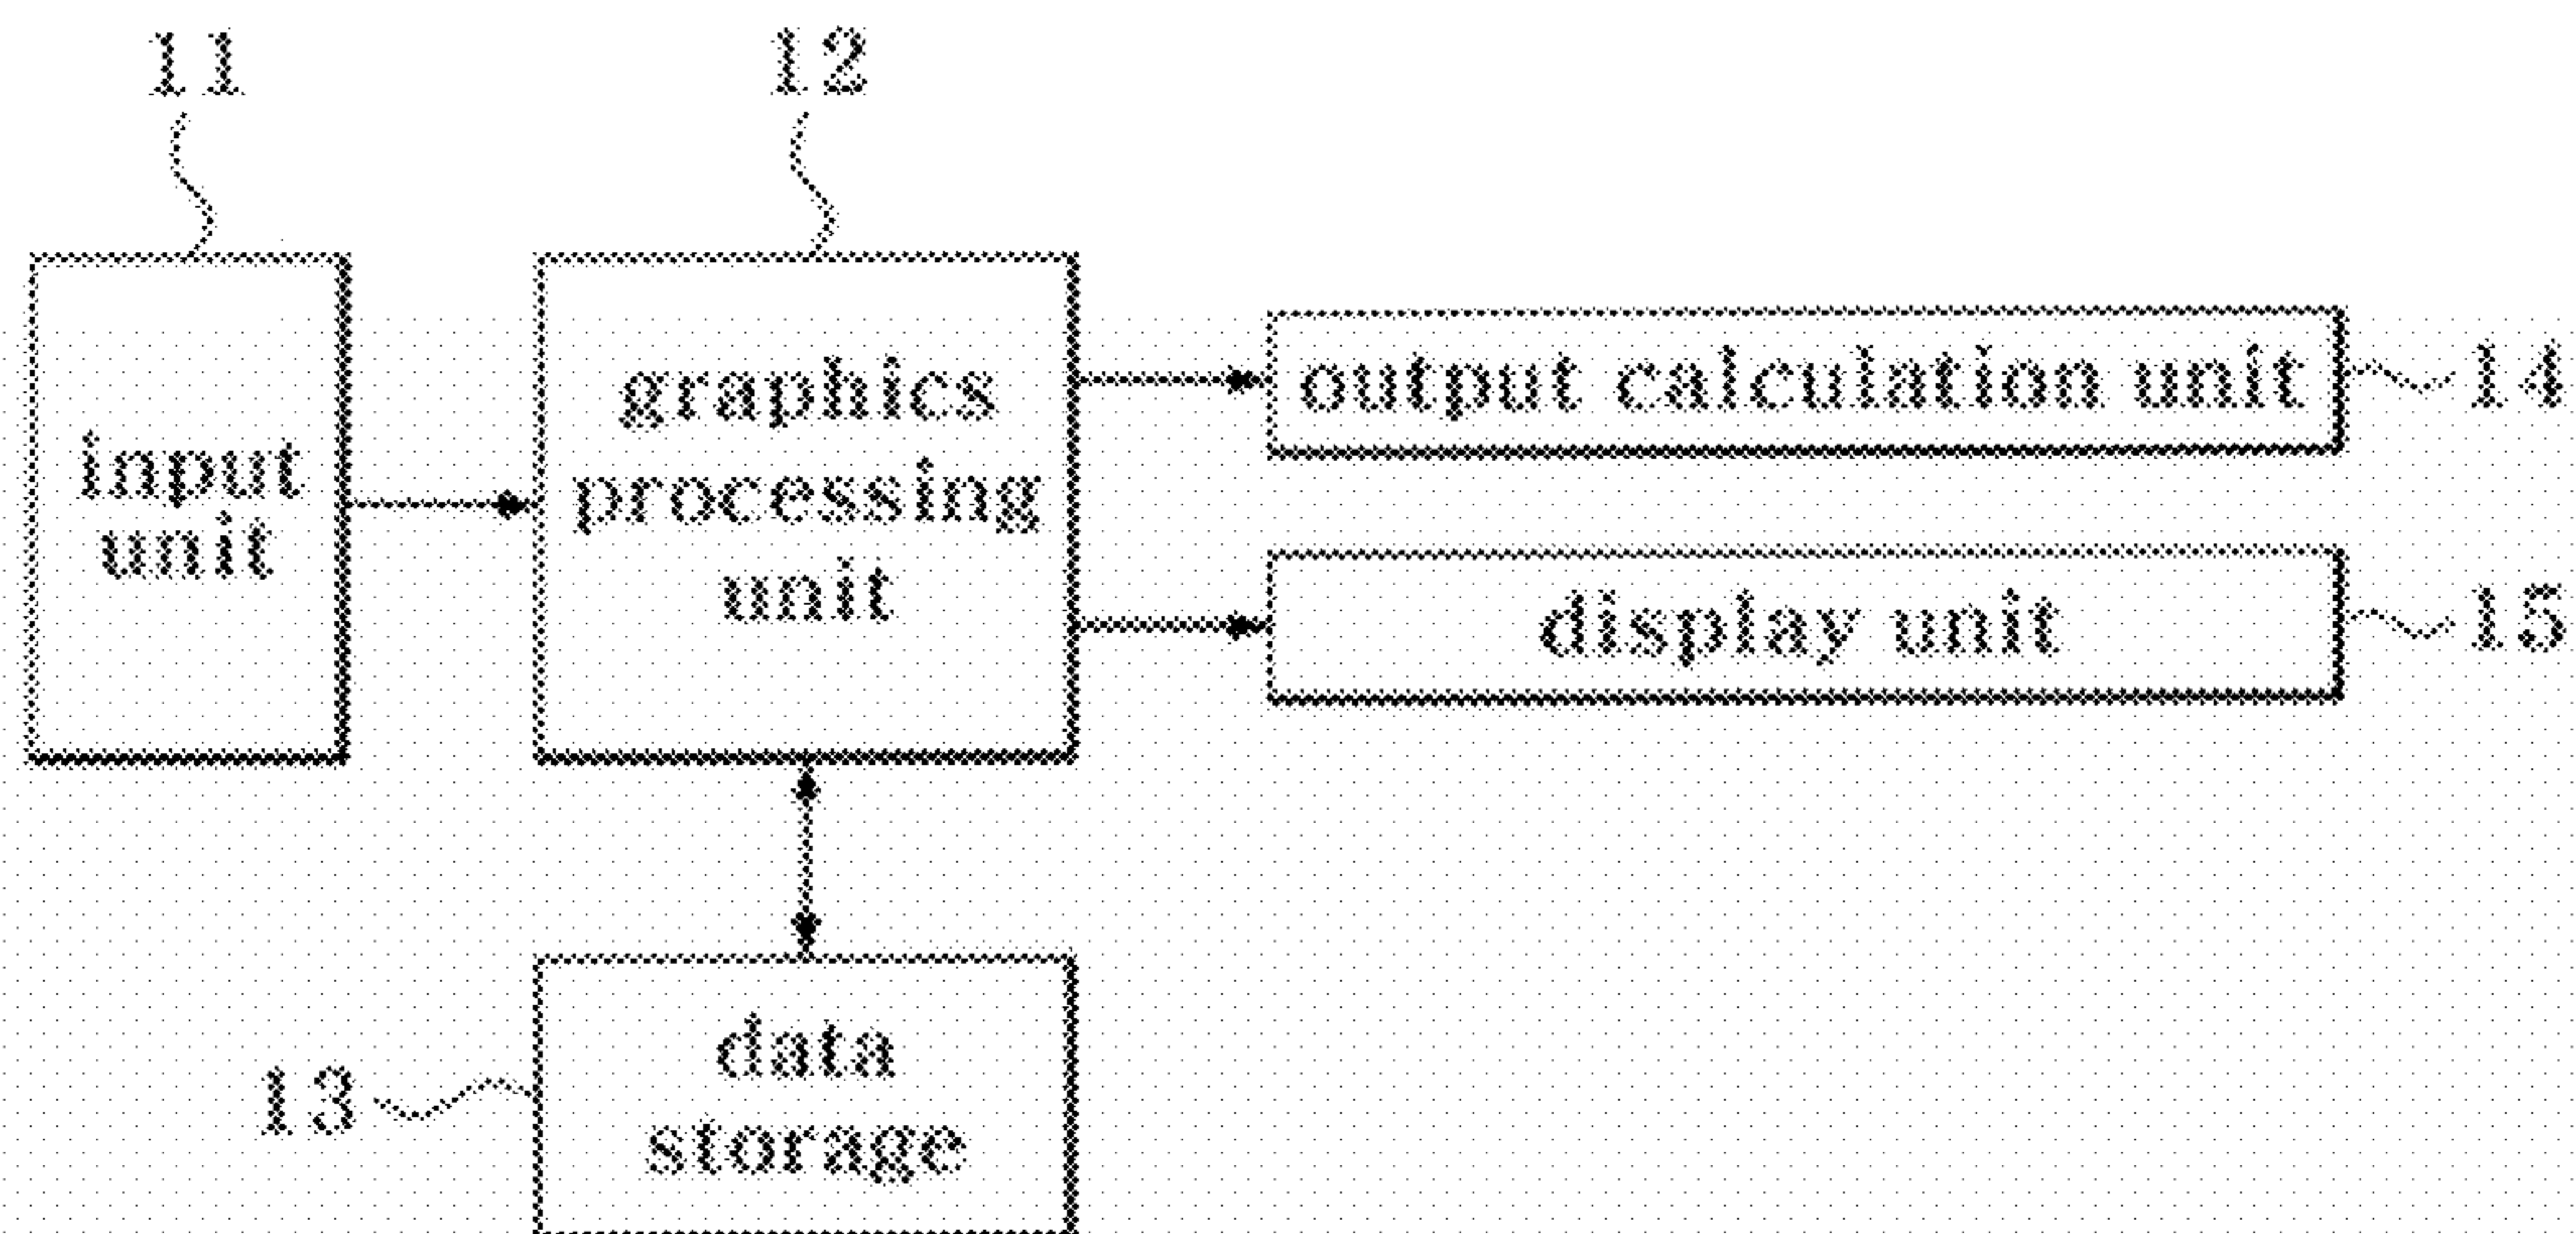 11
12
input
unit
graphics
processing
unit
output calculation unit
14
display unit
15
13
data
storage